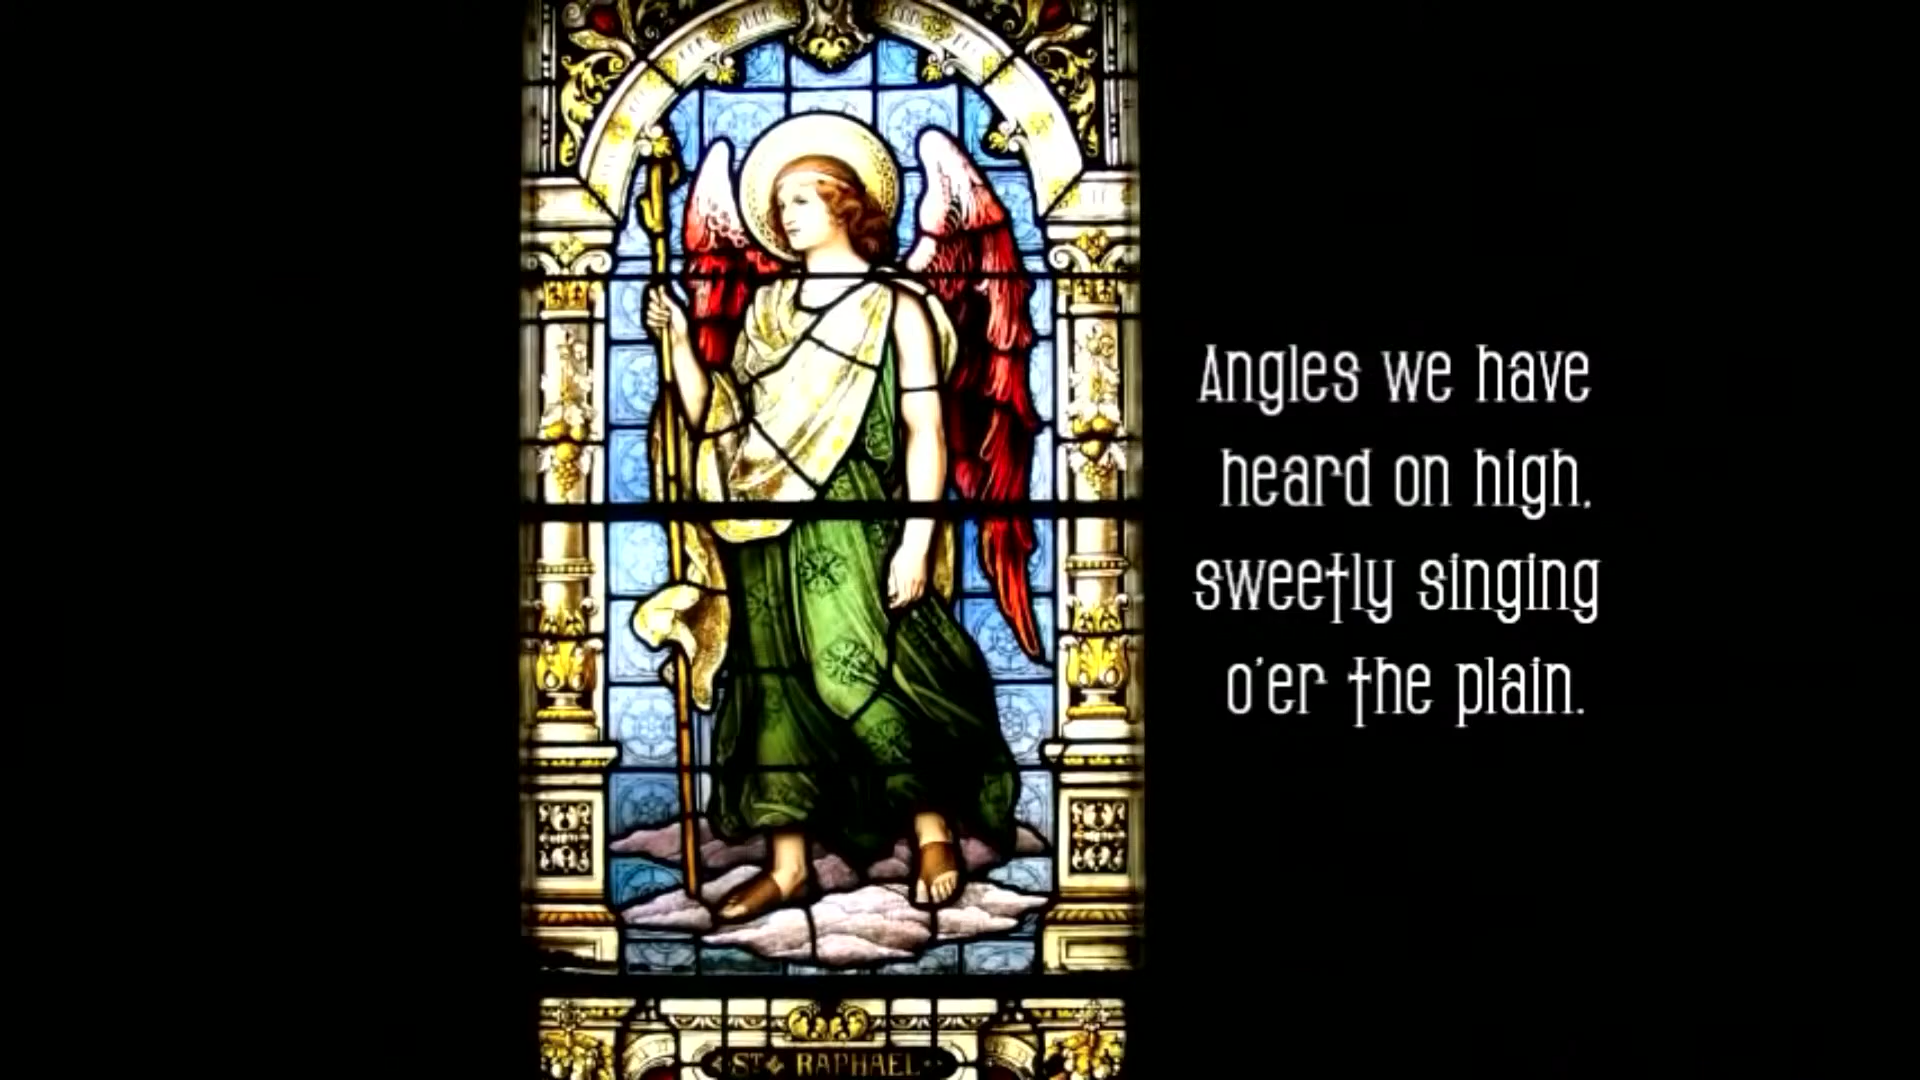 Angles we have
heard on high,
sweetly singing
o'er the plain.
ST RAPHAEL